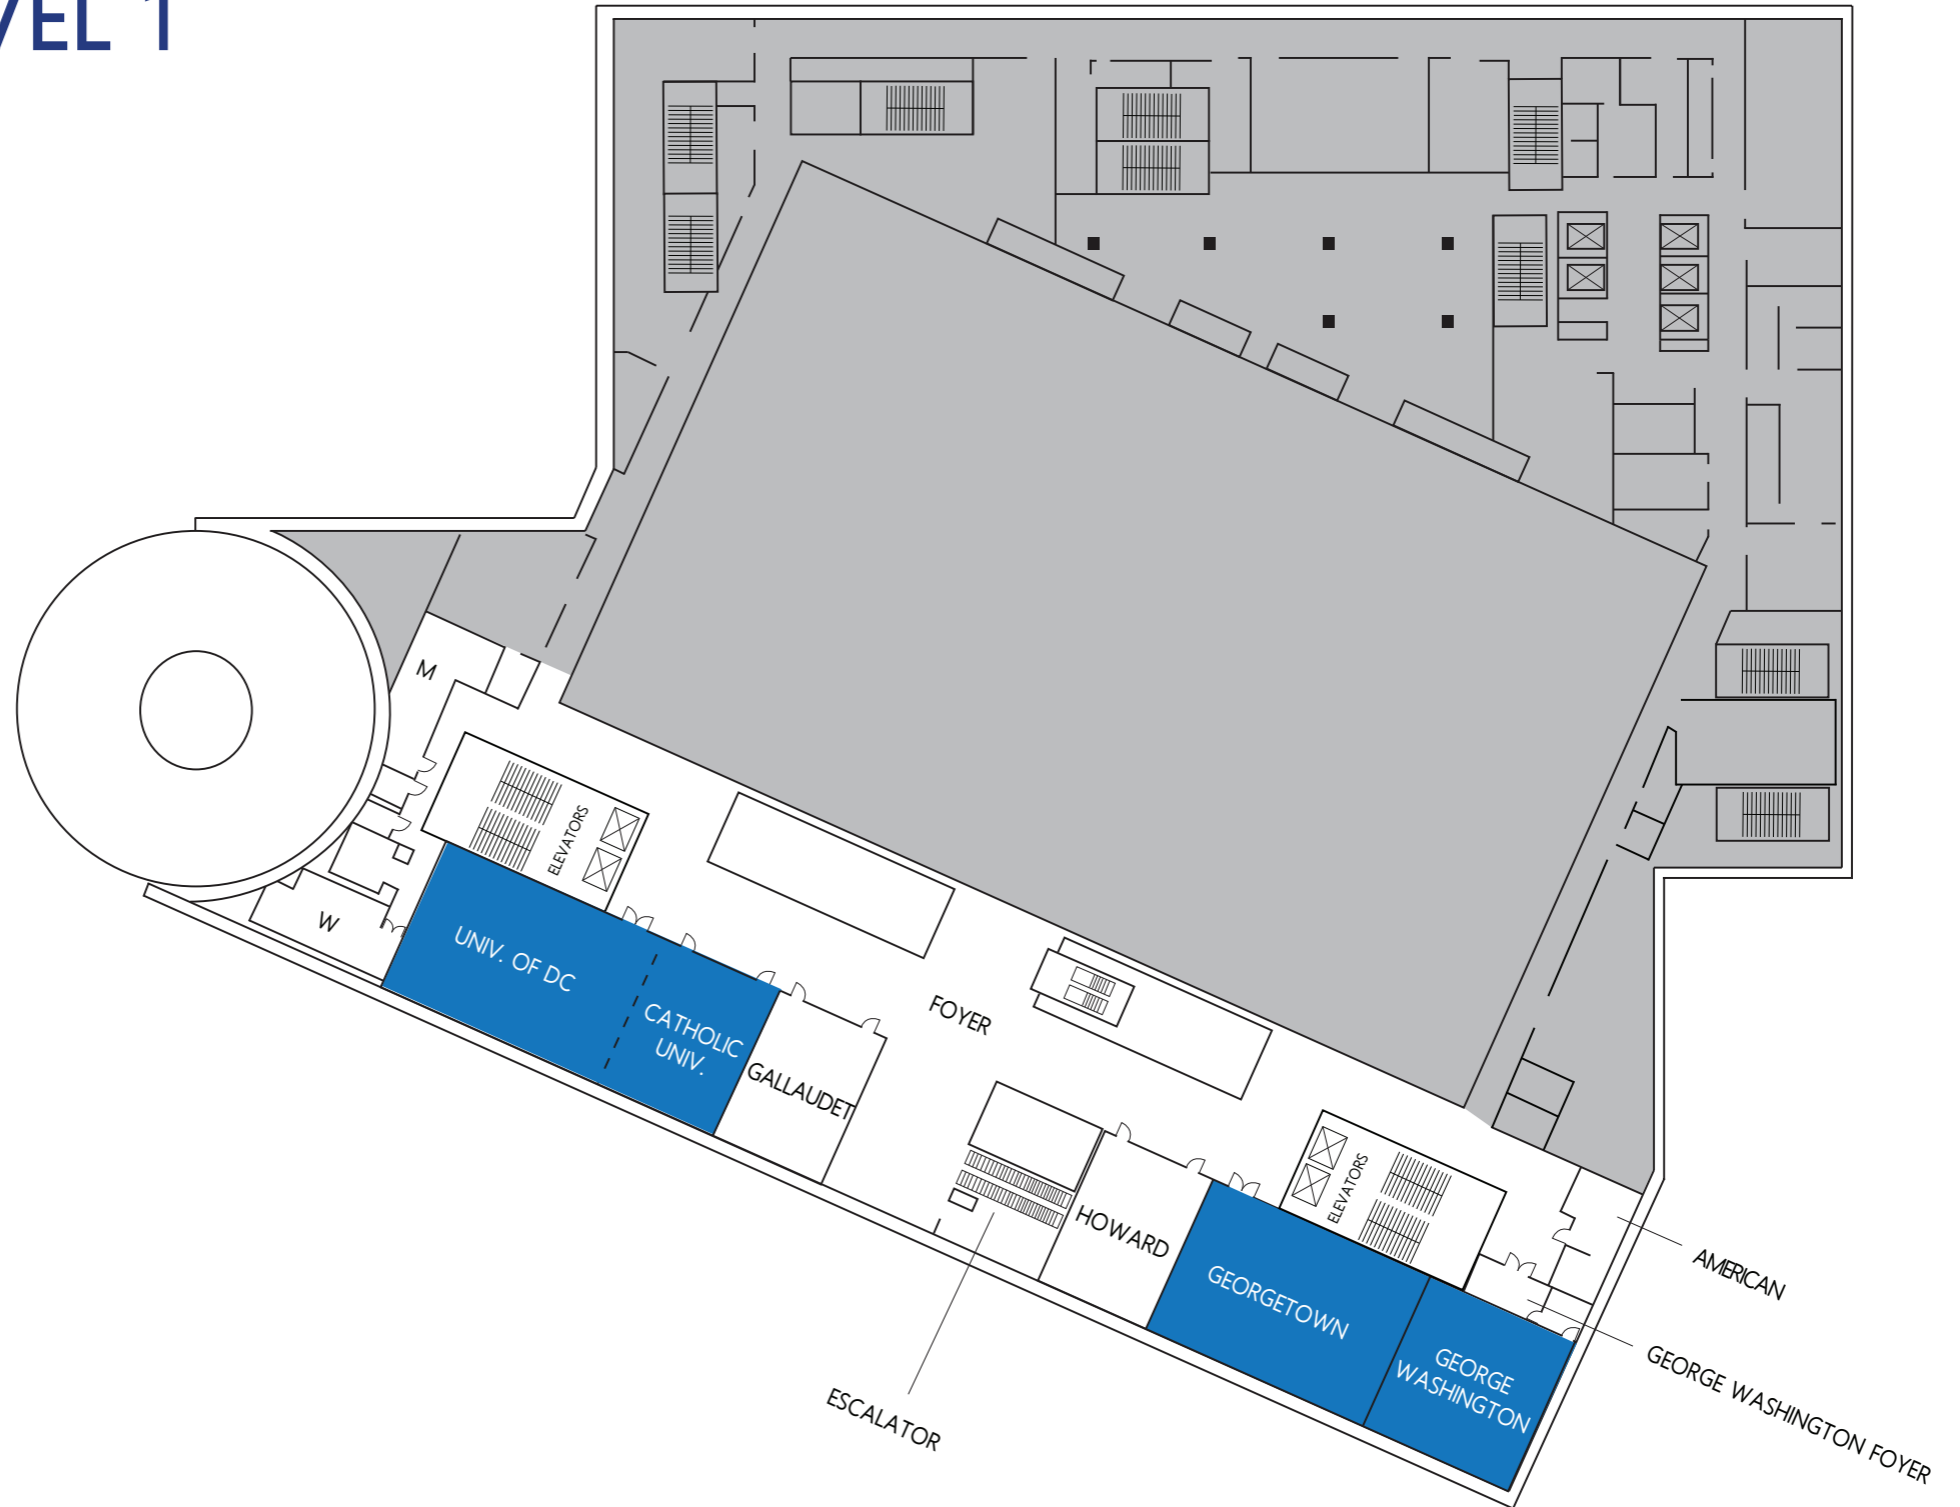 VEL 1
M
ELEVATORS
W
UNIV. OF DC
CATHOLIC
UNIV.
GALLAUDET
FOYER
HOWARD
ELEVATORS
GEORGETOWN
GEORGE
WASHINGTON
AMERICAN
GEORGE WASHINGTON FOYER
ESCALATOR